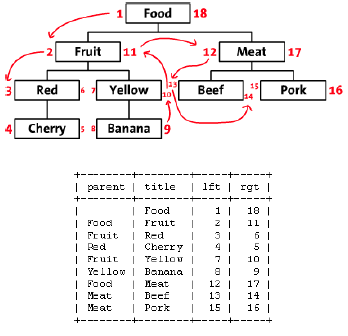 1 Food 18
2 Fruit 11 12 Meat 17
3 Red 6 7 Yellow 10 13 Beef 14 15 Pork 16
4 Cherry 5 8 Banana 9
+--------+--------+-----+-----+
| parent | title | lft | rgt |
+--------+--------+-----+-----+
| | Food | 1 | 18 |
| Food | Fruit | 2 | 11 |
| Fruit | Red | 3 | 6 |
| Red | Cherry | 4 | 5 |
| Fruit | Yellow | 7 | 10 |
| Yellow | Banana | 8 | 9 |
| Food | Meat | 12 | 17 |
| Meat | Beef | 13 | 14 |
| Meat | Pork | 15 | 16 |
+--------+--------+-----+-----+